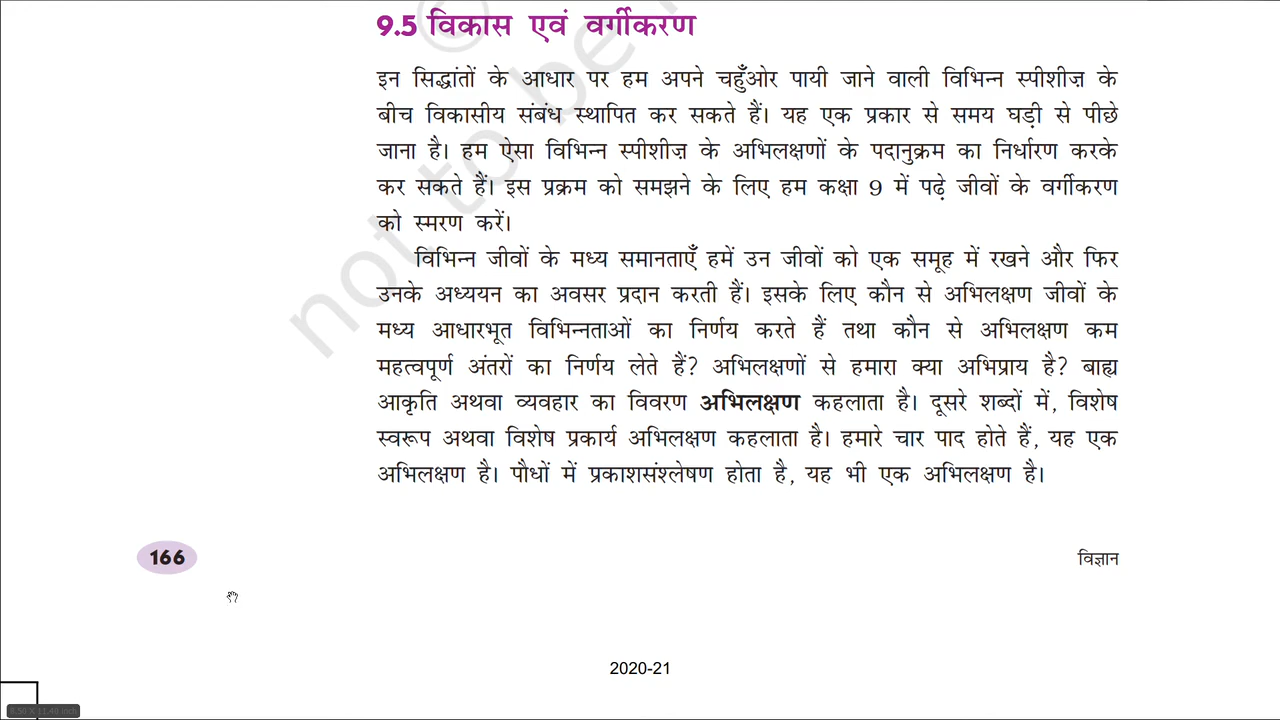 9.5 विकास एवं वर्गीकरण
इन सिद्धांतों के आधार पर हम अपने चहुँओर पायी जाने वाली विभिन्न स्पीशीज़ के
बीच विकासीय संबंध स्थापित कर सकते हैं। यह एक प्रकार से समय घड़ी से पीछे
जाना है। हम ऐसा विभिन्न स्पीशीज़ के अभिलक्षणों के पदानुक्रम का निर्धारण करके
कर सकते हैं। इस प्रक्रम को समझने के लिए हम कक्षा 9 में पढ़े जीवों के वर्गीकरण
को स्मरण करें।
विभिन्न जीवों के मध्य समानताएँ हमें उन जीवों को एक समूह में रखने और फिर
उनके अध्ययन का अवसर प्रदान करती हैं। इसके लिए कौन से अभिलक्षण जीवों के
मध्य आधारभूत विभिन्नताओं का निर्णय करते हैं तथा कौन से अभिलक्षण कम
महत्वपूर्ण अंतरों का निर्णय लेते हैं? अभिलक्षणों से हमारा क्या अभिप्राय है? बाह्य
आकृति अथवा व्यवहार का विवरण अभिलक्षण कहलाता है। दूसरे शब्दों में, विशेष
स्वरूप अथवा विशेष प्रकार्य अभिलक्षण कहलाता है। हमारे चार पाद होते हैं, यह एक
अभिलक्षण है। पौधों में प्रकाशसंश्लेषण होता है, यह भी एक अभिलक्षण है।
166
विज्ञान
2020-21
not to be
©